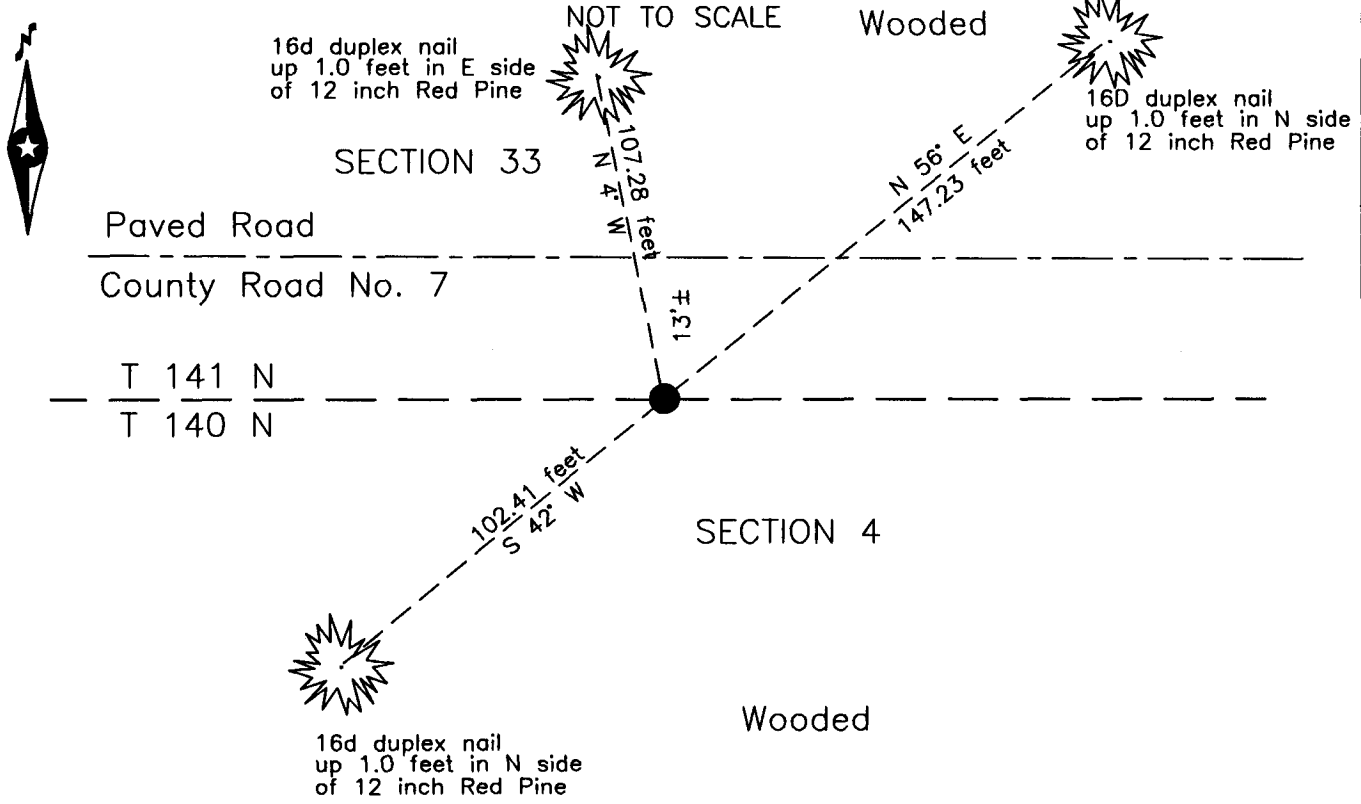 N
NOT TO SCALE
Wooded
16d duplex nail
up 1.0 feet in E side
of 12 inch Red Pine
16D duplex nail
up 1.0 feet in N side
of 12 inch Red Pine
SECTION 33
107.28 feet
N 4° W
N 56° E
147.23 feet
Paved Road
County Road No. 7
13'±
T 141 N
T 140 N
102.41 feet
S 42° W
SECTION 4
Wooded
16d duplex nail
up 1.0 feet in N side
of 12 inch Red Pine